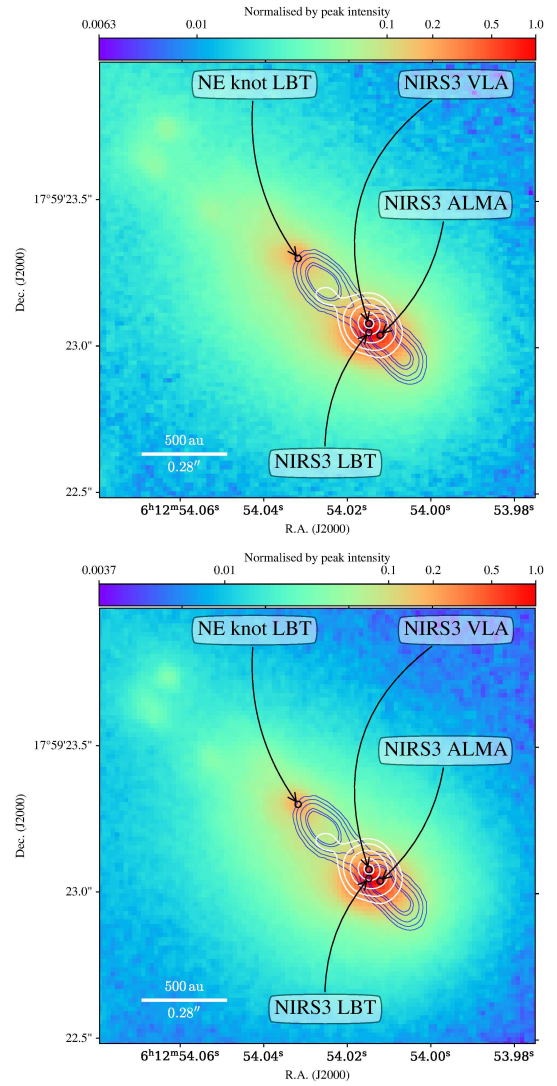 Normalised by peak intensity
0.0063 0.01 0.1 0.2 0.5 1.0
NE knot LBT NIRS3 VLA
NIRS3 ALMA
17°59'23.5"
Dec. (J2000)
23.0"
500 au
0.28"
NIRS3 LBT
22.5"
6ʰ12ᵐ54.06ˢ 54.04ˢ 54.02ˢ 54.00ˢ 53.98ˢ
R.A. (J2000)
Normalised by peak intensity
0.0037 0.01 0.1 0.2 0.5 1.0
NE knot LBT NIRS3 VLA
NIRS3 ALMA
17°59'23.5"
Dec. (J2000)
23.0"
500 au
0.28"
NIRS3 LBT
22.5"
6ʰ12ᵐ54.06ˢ 54.04ˢ 54.02ˢ 54.00ˢ 53.98ˢ
R.A. (J2000)